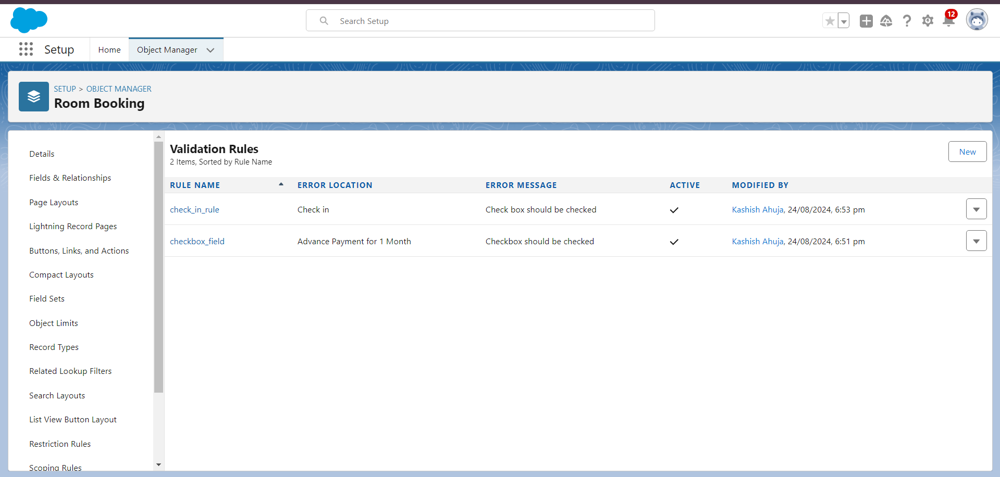 Search Setup
12
Setup
Home
Object Manager
SETUP > OBJECT MANAGER
Room Booking
Details
Fields & Relationships
Page Layouts
Lightning Record Pages
Buttons, Links, and Actions
Compact Layouts
Field Sets
Object Limits
Record Types
Related Lookup Filters
Search Layouts
List View Button Layout
Restriction Rules
Scoping Rules
Validation Rules
2 Items, Sorted by Rule Name
New
RULE NAME ERROR LOCATION ERROR MESSAGE ACTIVE MODIFIED BY
check_in_rule Check in Check box should be checked Kashish Ahuja, 24/08/2024, 6:53 pm
checkbox_field Advance Payment for 1 Month Checkbox should be checked Kashish Ahuja, 24/08/2024, 6:51 pm